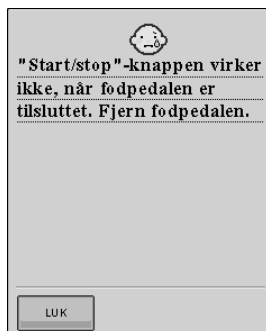 "Start/stop"-knappen virker
ikke, når fodpedalen er
tilsluttet. Fjern fodpedalen.
LUK